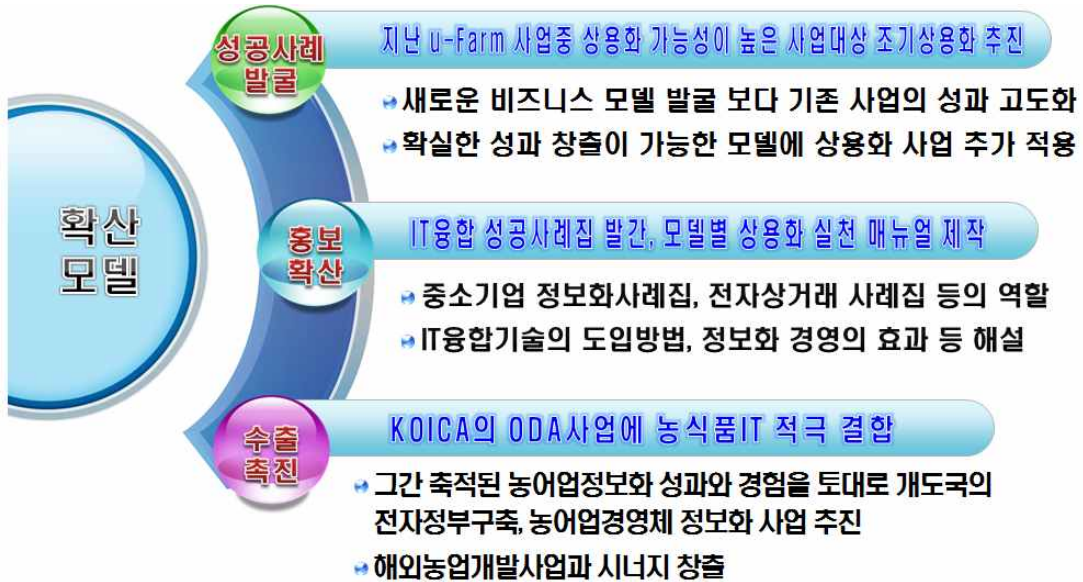 성공사례
발굴
지난 u-Farm 사업중 상용화 가능성이 높은 사업대상 조기상용화 추진
새로운 비즈니스 모델 발굴 보다 기존 사업의 성과 고도화
확실한 성과 창출이 가능한 모델에 상용화 사업 추가 적용
확산
모델
홍보
확산
IT융합 성공사례집 발간, 모델별 상용화 실천 매뉴얼 제작
중소기업 정보화사례집, 전자상거래 사례집 등의 역할
IT융합기술의 도입방법, 정보화 경영의 효과 등 해설
수출
촉진
KOICA의 ODA사업에 농식품IT 적극 결합
그간 축적된 농어업정보화 성과와 경험을 토대로 개도국의
전자정부구축, 농어업경영체 정보화 사업 추진
해외농업개발사업과 시너지 창출